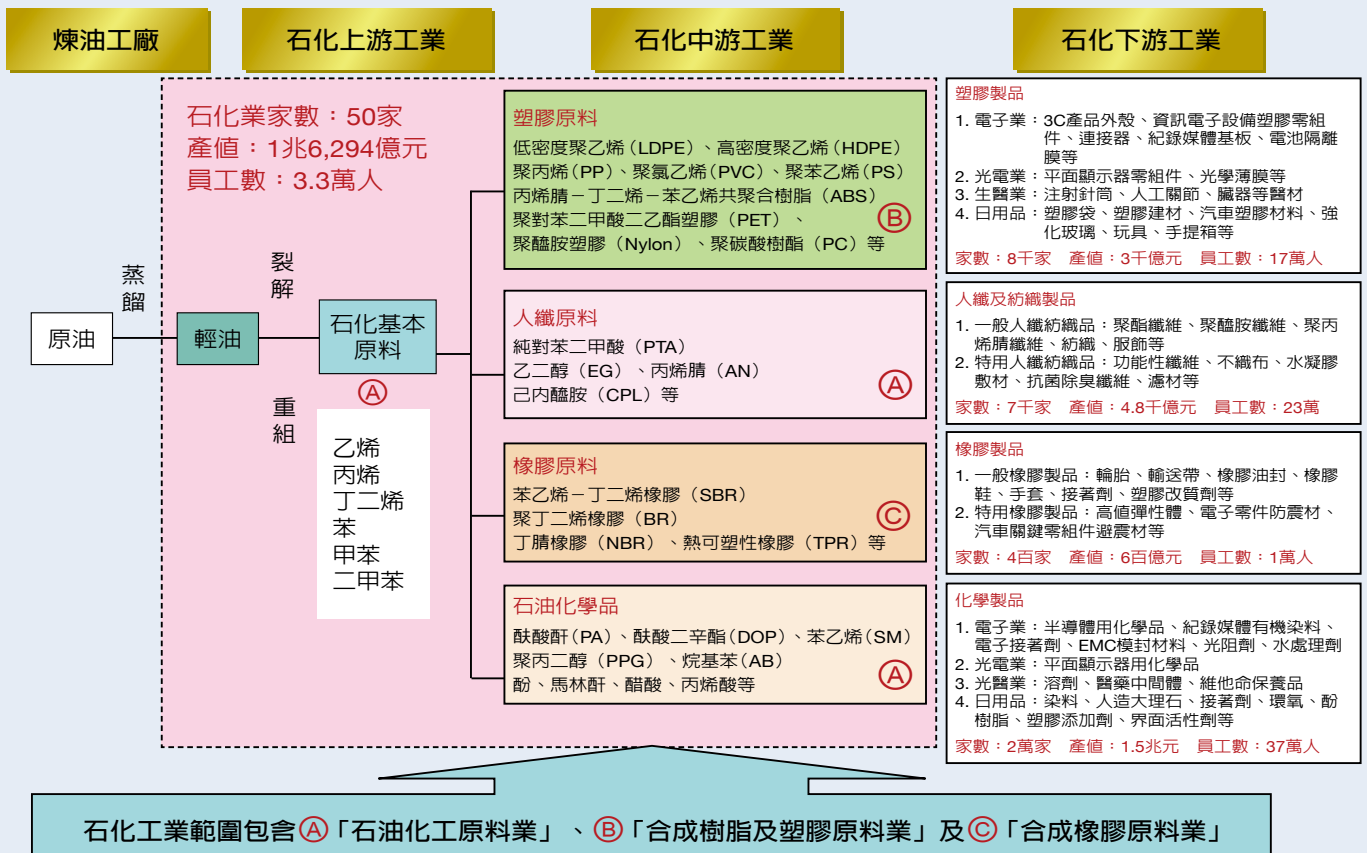 煉油工廠
石化上游工業
石化中游工業
石化下游工業
石化業家數：50家
產值：1兆6,294億元
員工數：3.3萬人
原油
蒸餾
輕油
裂解
重組
石化基本
原料
Ⓐ
乙烯
丙烯
丁二烯
苯
甲苯
二甲苯
塑膠原料
低密度聚乙烯(LDPE)、高密度聚乙烯(HDPE)
聚丙烯(PP)、聚氯乙烯(PVC)、聚苯乙烯(PS)
丙烯腈－丁二烯－苯乙烯共聚合樹脂（ABS）
聚對苯二甲酸二乙酯塑膠（PET）、
聚醯胺塑膠（Nylon）、聚碳酸樹酯（PC）等
Ⓑ
人纖原料
純對苯二甲酸（PTA）
乙二醇（EG）、丙烯腈（AN）
己內醯胺（CPL）等
Ⓐ
橡膠原料
苯乙烯－丁二烯橡膠（SBR）
聚丁二烯橡膠（BR）
丁腈橡膠（NBR）、熱可塑性橡膠（TPR）等
Ⓒ
石油化學品
酞酸酐(PA)、酞酸二辛酯(DOP)、苯乙烯(SM)
聚丙二醇（PPG）、烷基苯(AB)
酚、馬林酐、醋酸、丙烯酸等
Ⓐ
塑膠製品
1. 電子業：3C產品外殼、資訊電子設備塑膠零組
件、連接器、紀錄媒體基板、電池隔離
膜等
2. 光電業：平面顯示器零組件、光學薄膜等
3. 生醫業：注射針筒、人工關節、臟器等醫材
4. 日用品：塑膠袋、塑膠建材、汽車塑膠材料、強
化玻璃、玩具、手提箱等
家數：8千家 產值：3千億元 員工數：17萬人
人纖及紡織製品
1. 一般人纖紡織品：聚酯纖維、聚醯胺纖維、聚丙
烯腈纖維、紡織、服飾等
2. 特用人纖紡織品：功能性纖維、不織布、水凝膠
敷材、抗菌除臭纖維、濾材等
家數：7千家 產值：4.8千億元 員工數：23萬
橡膠製品
1. 一般橡膠製品：輪胎、輸送帶、橡膠油封、橡膠
鞋、手套、接著劑、塑膠改質劑等
2. 特用橡膠製品：高值彈性體、電子零件防震材、
汽車關鍵零組件避震材等
家數：4百家 產值：6百億元 員工數：1萬人
化學製品
1. 電子業：半導體用化學品、紀錄媒體有機染料、
電子接著劑、EMC模封材料、光阻劑、水處理劑
2. 光電業：平面顯示器用化學品
3. 光醫業：溶劑、醫藥中間體、維他命保養品
4. 日用品：染料、人造大理石、接著劑、環氧、酚
樹脂、塑膠添加劑、界面活性劑等
家數：2萬家 產值：1.5兆元 員工數：37萬人
石化工業範圍包含Ⓐ「石油化工原料業」、Ⓑ「合成樹脂及塑膠原料業」及Ⓒ「合成橡膠原料業」